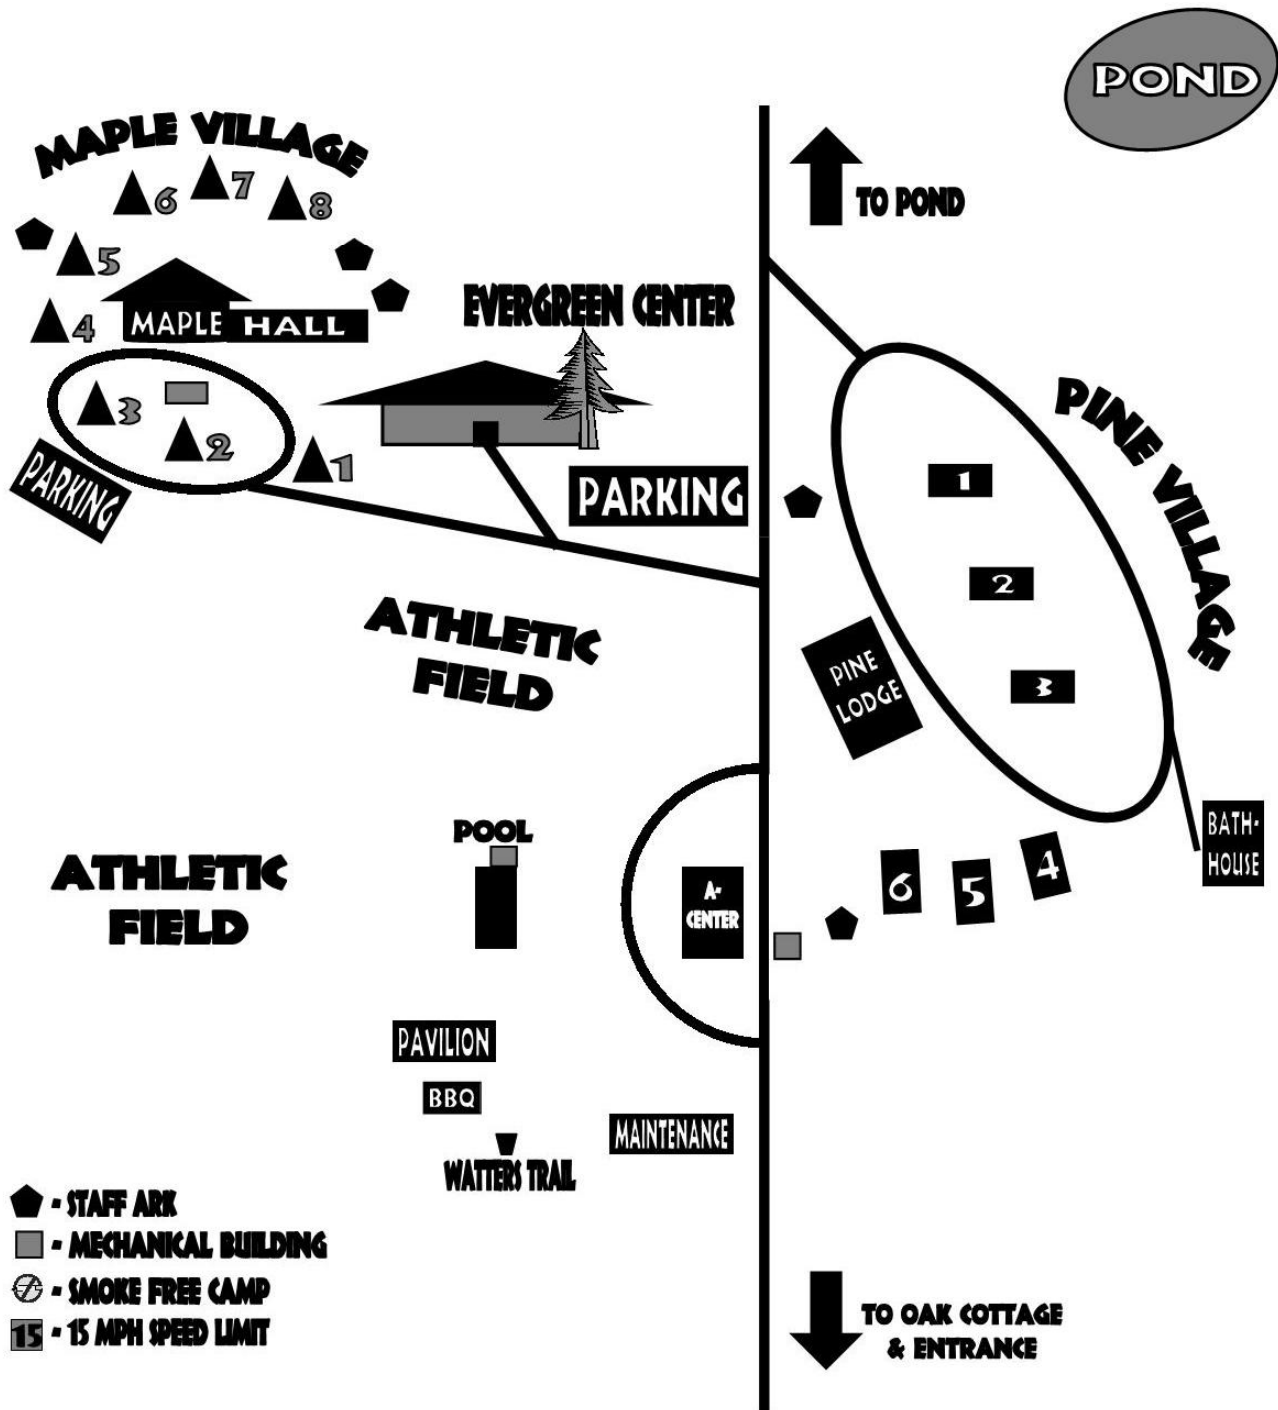 POND
MAPLE VILLAGE
6
7
8
TO POND
5
EVERGREEN CENTER
4
MAPLE HALL
3
2
1
PARKING
PARKING
PINE VILLAGE
1
2
3
ATHLETIC
FIELD
PINE
LODGE
POOL
ATHLETIC
FIELD
A-
CENTER
6
5
4
BATH-
HOUSE
PAVILION
BBQ
MAINTENANCE
WATTERS TRAIL
- STAFF ARK
- MECHANICAL BUILDING
- SMOKE FREE CAMP
15 - 15 MPH SPEED LIMIT
TO OAK COTTAGE
& ENTRANCE